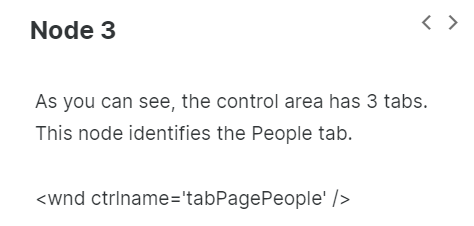 Node 3
As you can see, the control area has 3 tabs.
This node identifies the People tab.
<wnd ctrlname='tabPagePeople' />